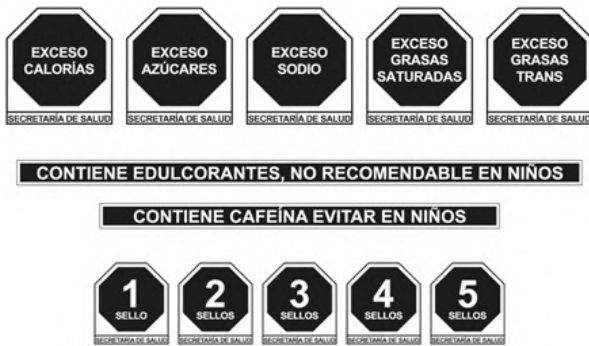 EXCESO
CALORÍAS
SECRETARÍA DE SALUD
EXCESO
AZÚCARES
SECRETARÍA DE SALUD
EXCESO
SODIO
SECRETARÍA DE SALUD
EXCESO
GRASAS
SATURADAS
SECRETARÍA DE SALUD
EXCESO
GRASAS
TRANS
SECRETARÍA DE SALUD
CONTIENE EDULCORANTES, NO RECOMENDABLE EN NIÑOS
CONTIENE CAFEÍNA EVITAR EN NIÑOS
1
SELLO
SECRETARÍA DE SALUD
2
SELLOS
SECRETARÍA DE SALUD
3
SELLOS
SECRETARÍA DE SALUD
4
SELLOS
SECRETARÍA DE SALUD
5
SELLOS
SECRETARÍA DE SALUD